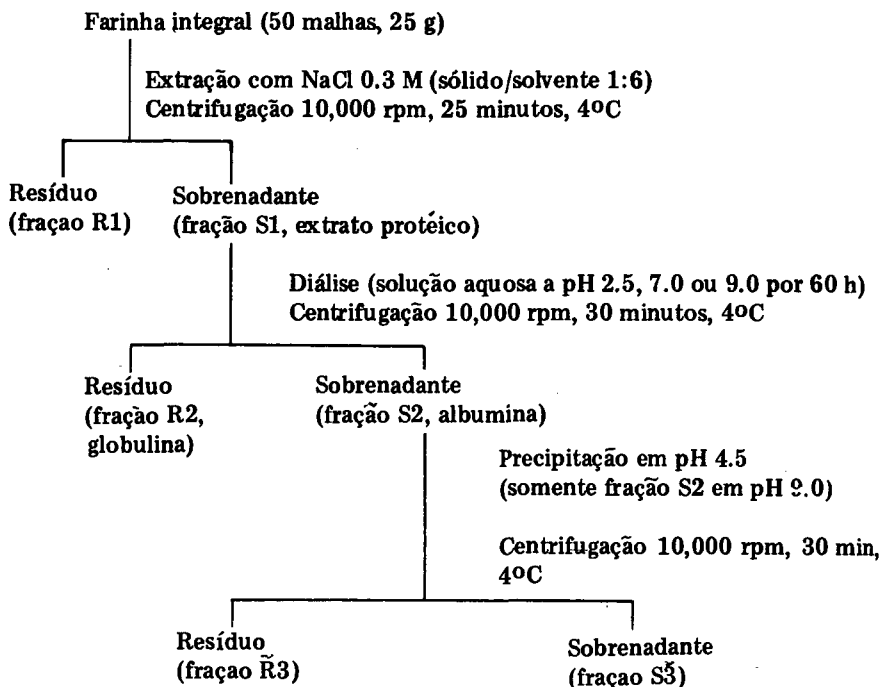 Farinha integral (50 malhas, 25 g)
Extração com NaCl 0.3 M (sólido/solvente 1:6)
Centrifugação 10,000 rpm, 25 minutos, 4ºC
Resíduo
(fraçao R1)
Sobrenadante
(fração S1, extrato protéico)
Diálise (solução aquosa a pH 2.5, 7.0 ou 9.0 por 60 h)
Centrifugação 10,000 rpm, 30 minutos, 4ºC
Resíduo
(fração R2,
globulina)
Sobrenadante
(fração S2, albumina)
Precipitação em pH 4.5
(somente fração S2 em pH 9.0)
Centrifugação 10,000 rpm, 30 min,
4ºC
Resíduo
(fraçao R3)
Sobrenadante
(fraçao S3)